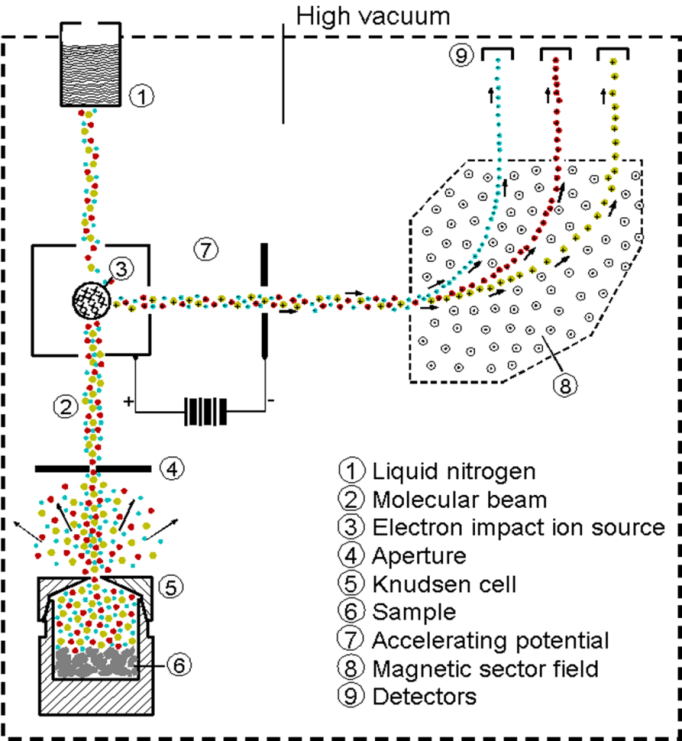 High vacuum
⑨
①
⑦
③
②
+
-
⑧
④
⑤
⑥
① Liquid nitrogen
② Molecular beam
③ Electron impact ion source
④ Aperture
⑤ Knudsen cell
⑥ Sample
⑦ Accelerating potential
⑧ Magnetic sector field
⑨ Detectors